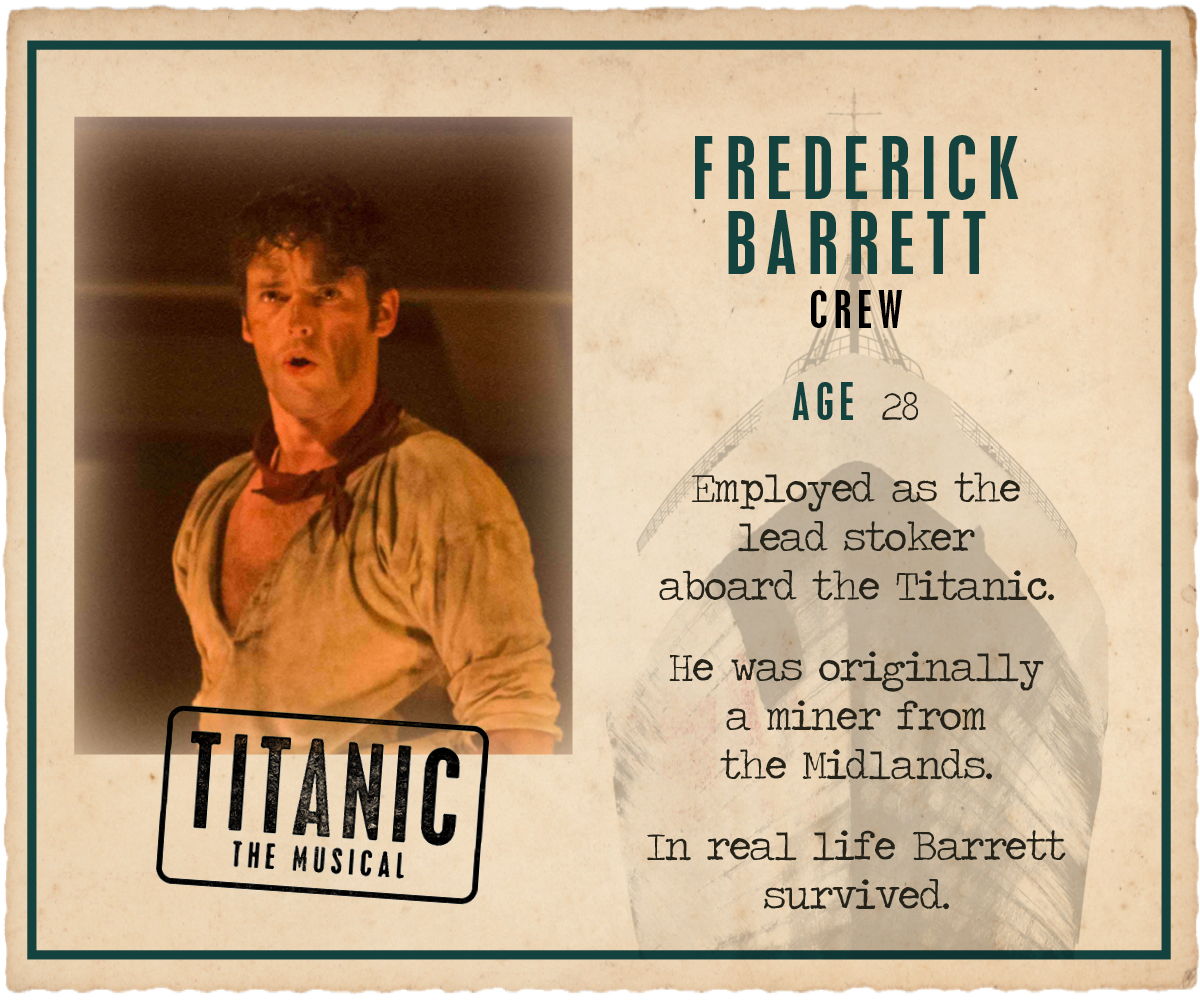 FREDERICK
BARRETT
CREW
AGE 28
Employed as the
lead stoker
aboard the Titanic.
He was originally
a miner from
the Midlands.
In real life Barrett
survived.
TITANIC
THE MUSICAL